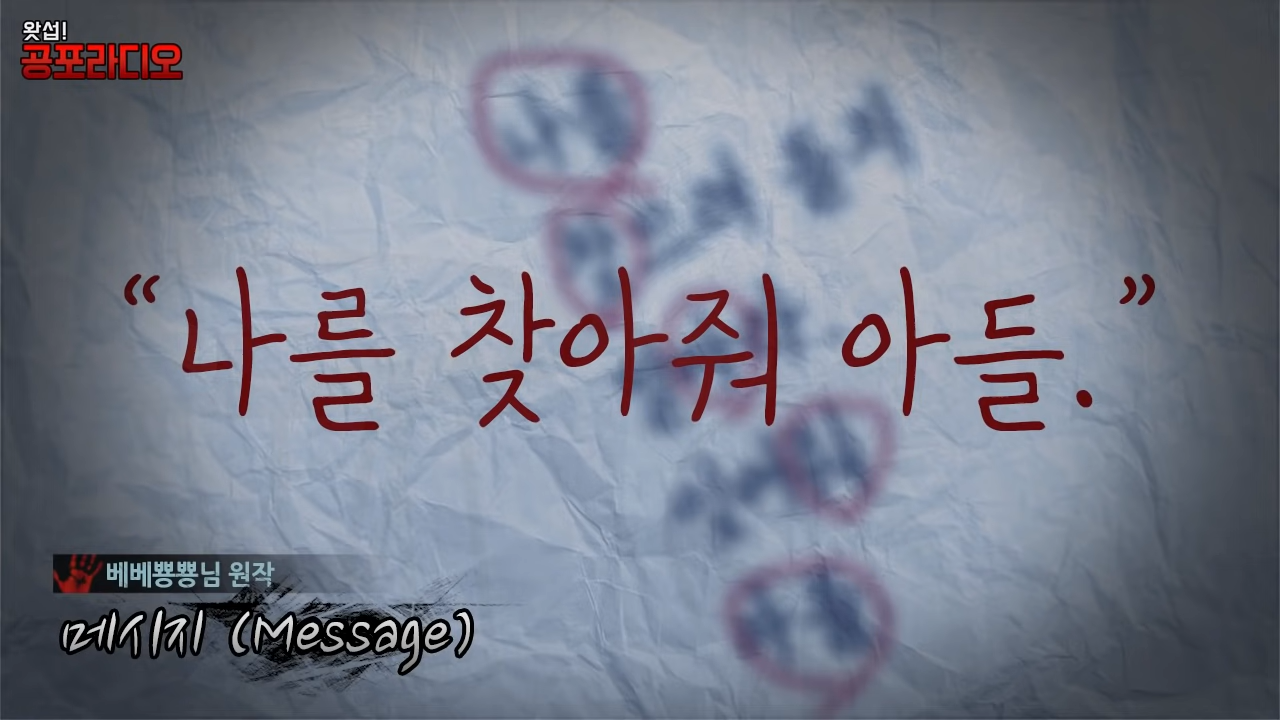 왓섭!
공포라디오
“나를 찾아줘 아들.”
베베뿅뿅님 원작
메시지 (Message)